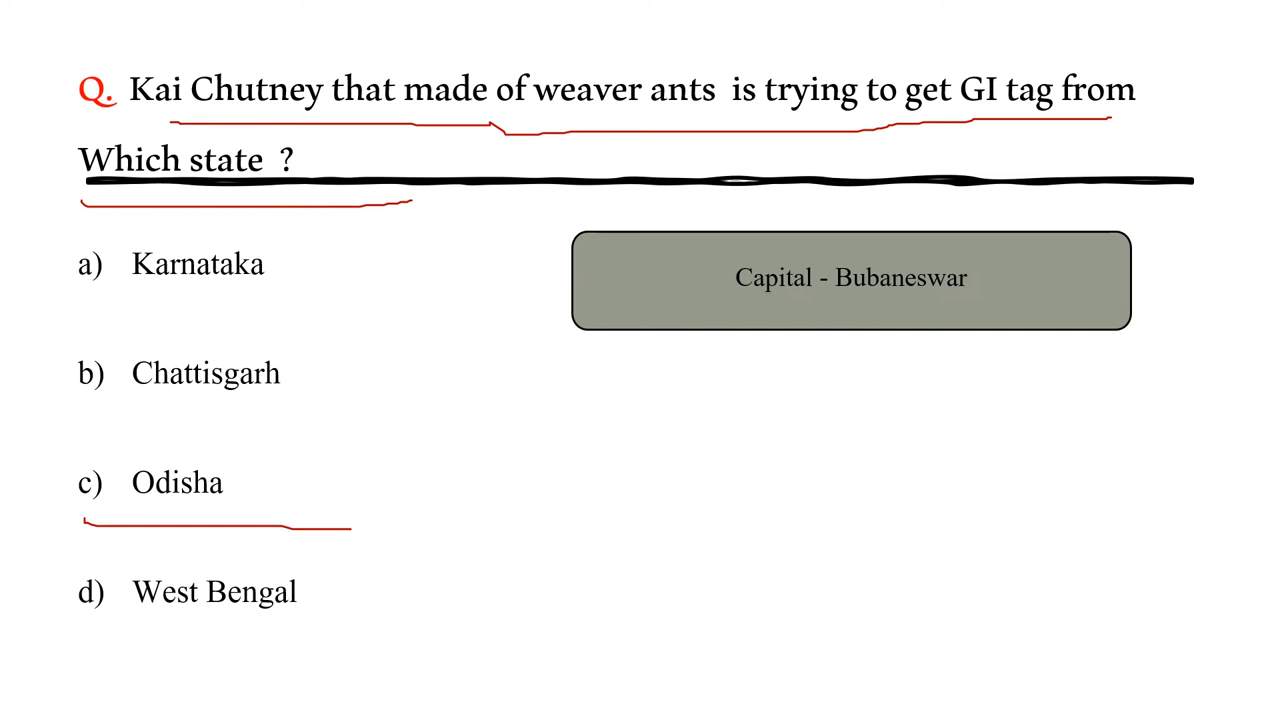 Q. Kai Chutney that made of weaver ants is trying to get GI tag from
Which state ?
a) Karnataka
Capital - Bubaneswar
b) Chattisgarh
c) Odisha
d) West Bengal